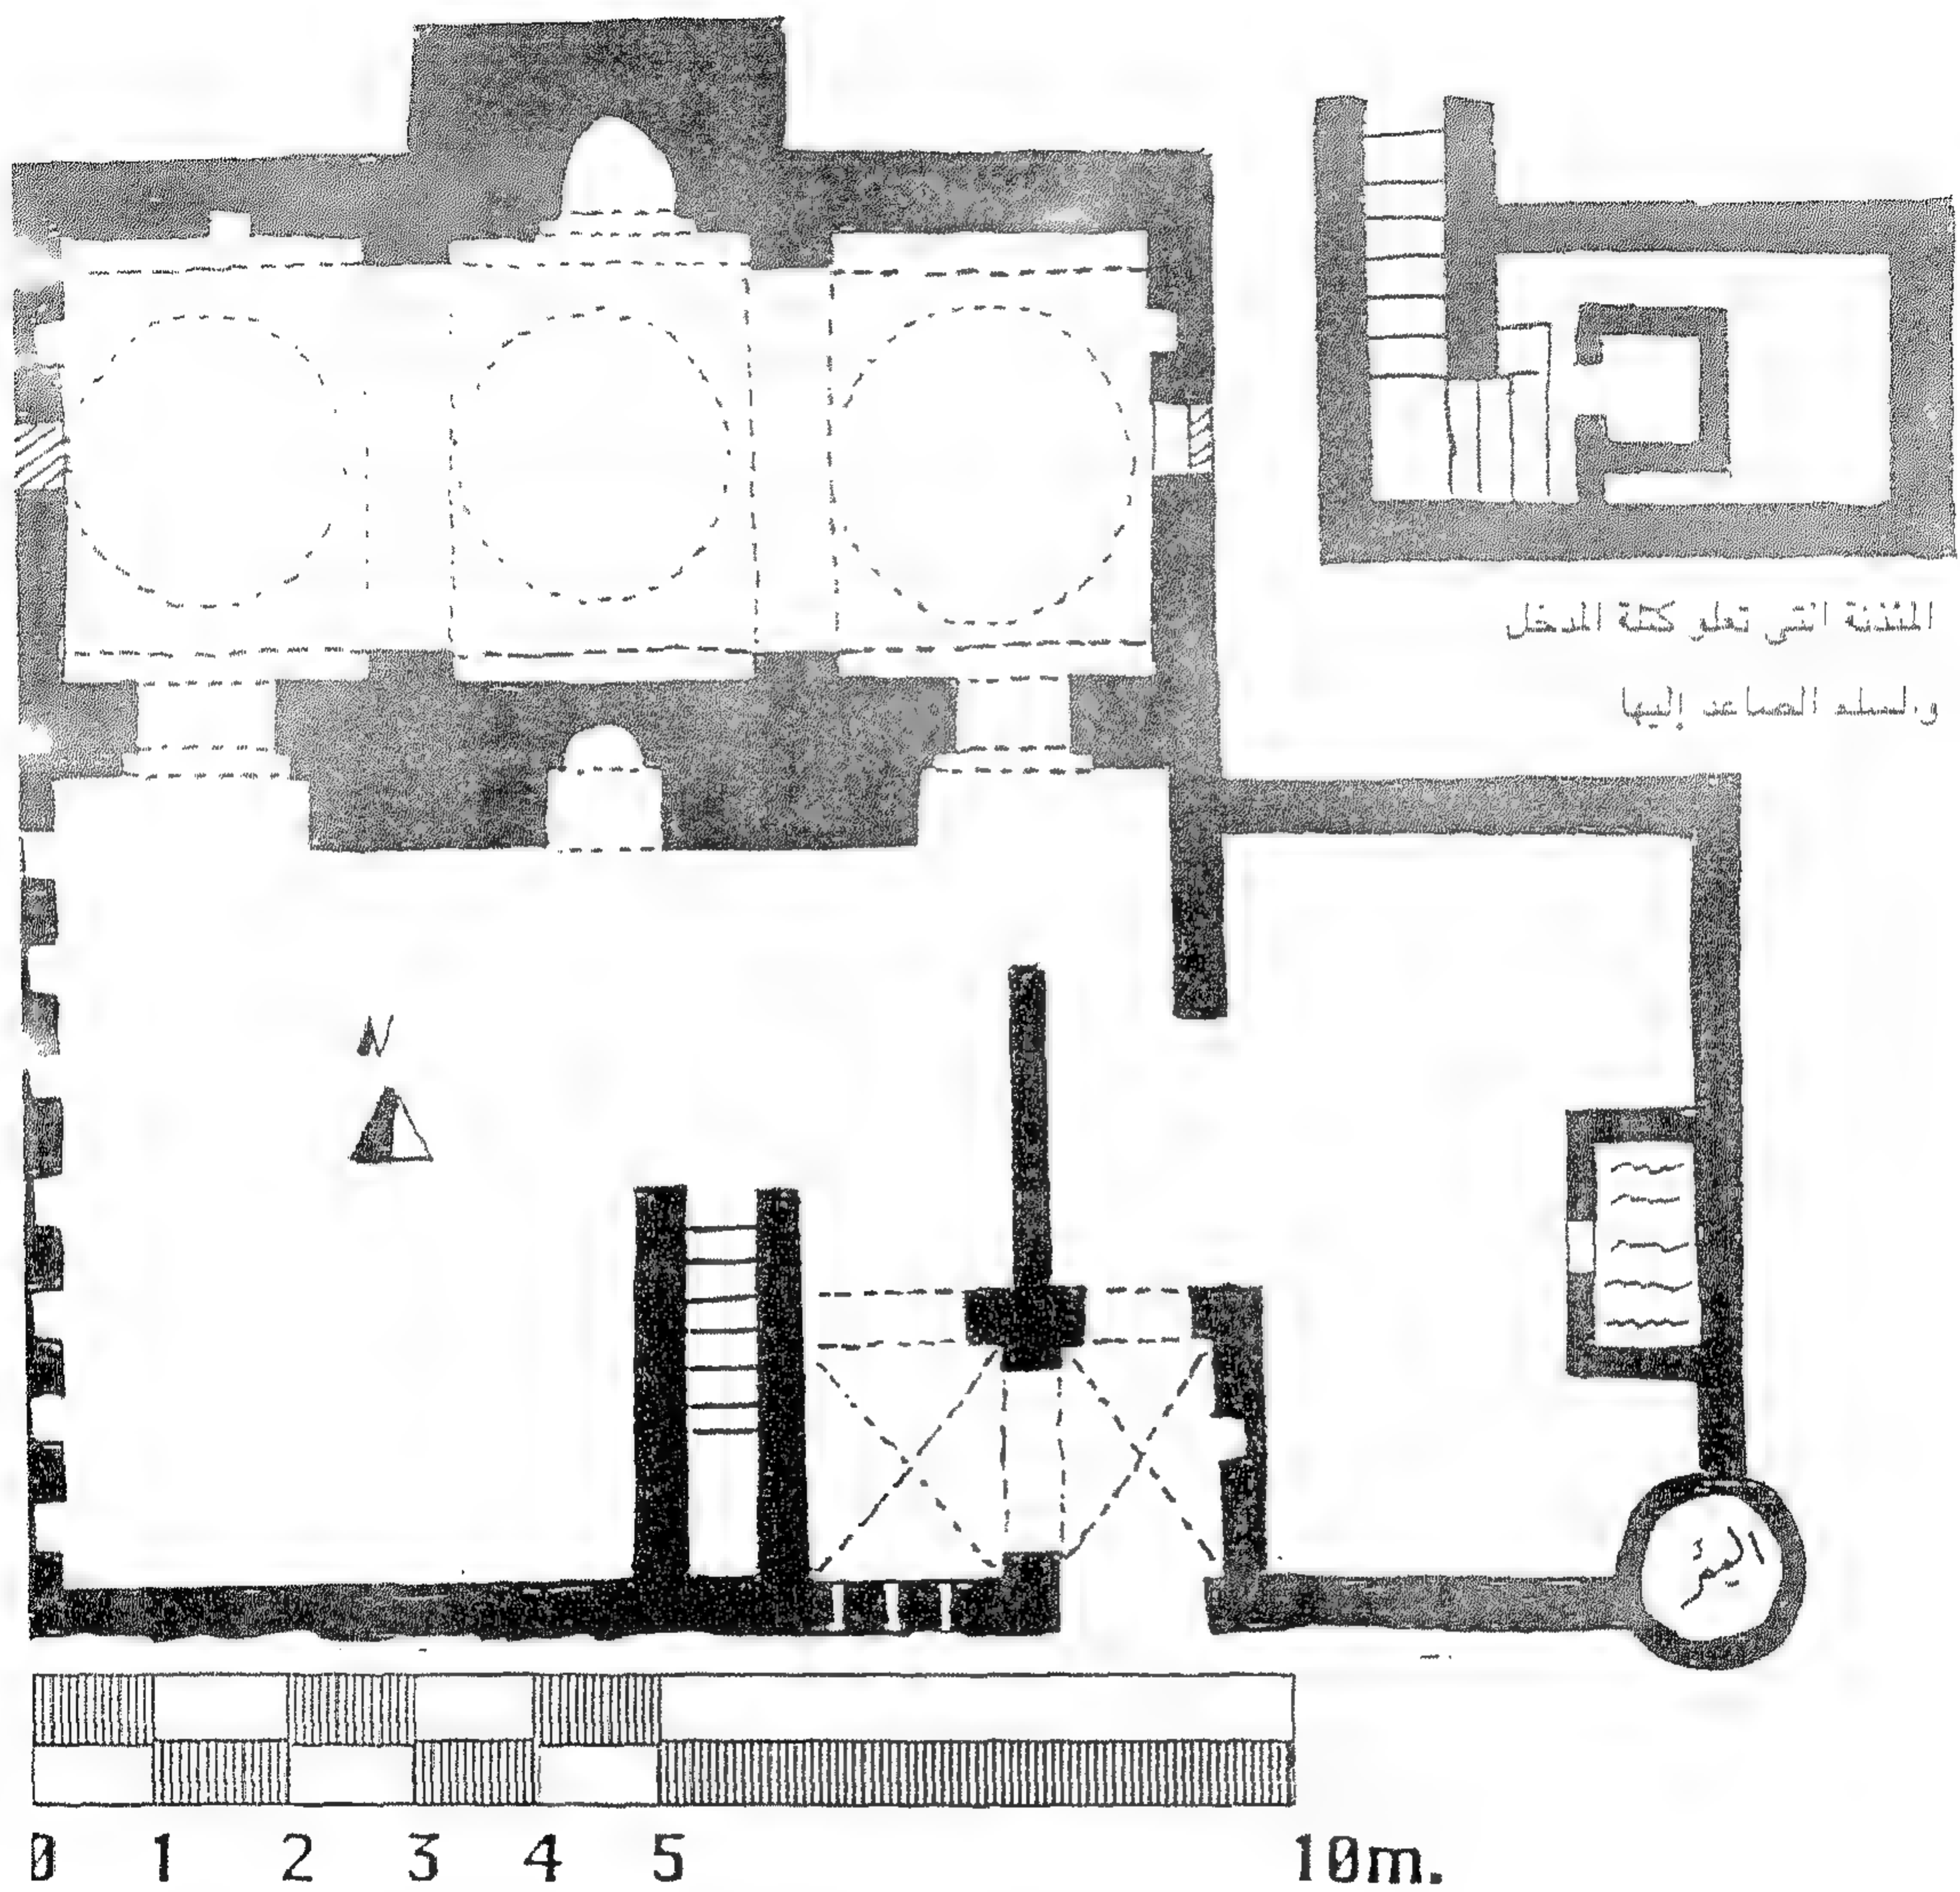 المئذنة التي تعلو كتلة المدخل
والسلم الصاعد إليها
N
البئر
0 1 2 3 4 5 10m.